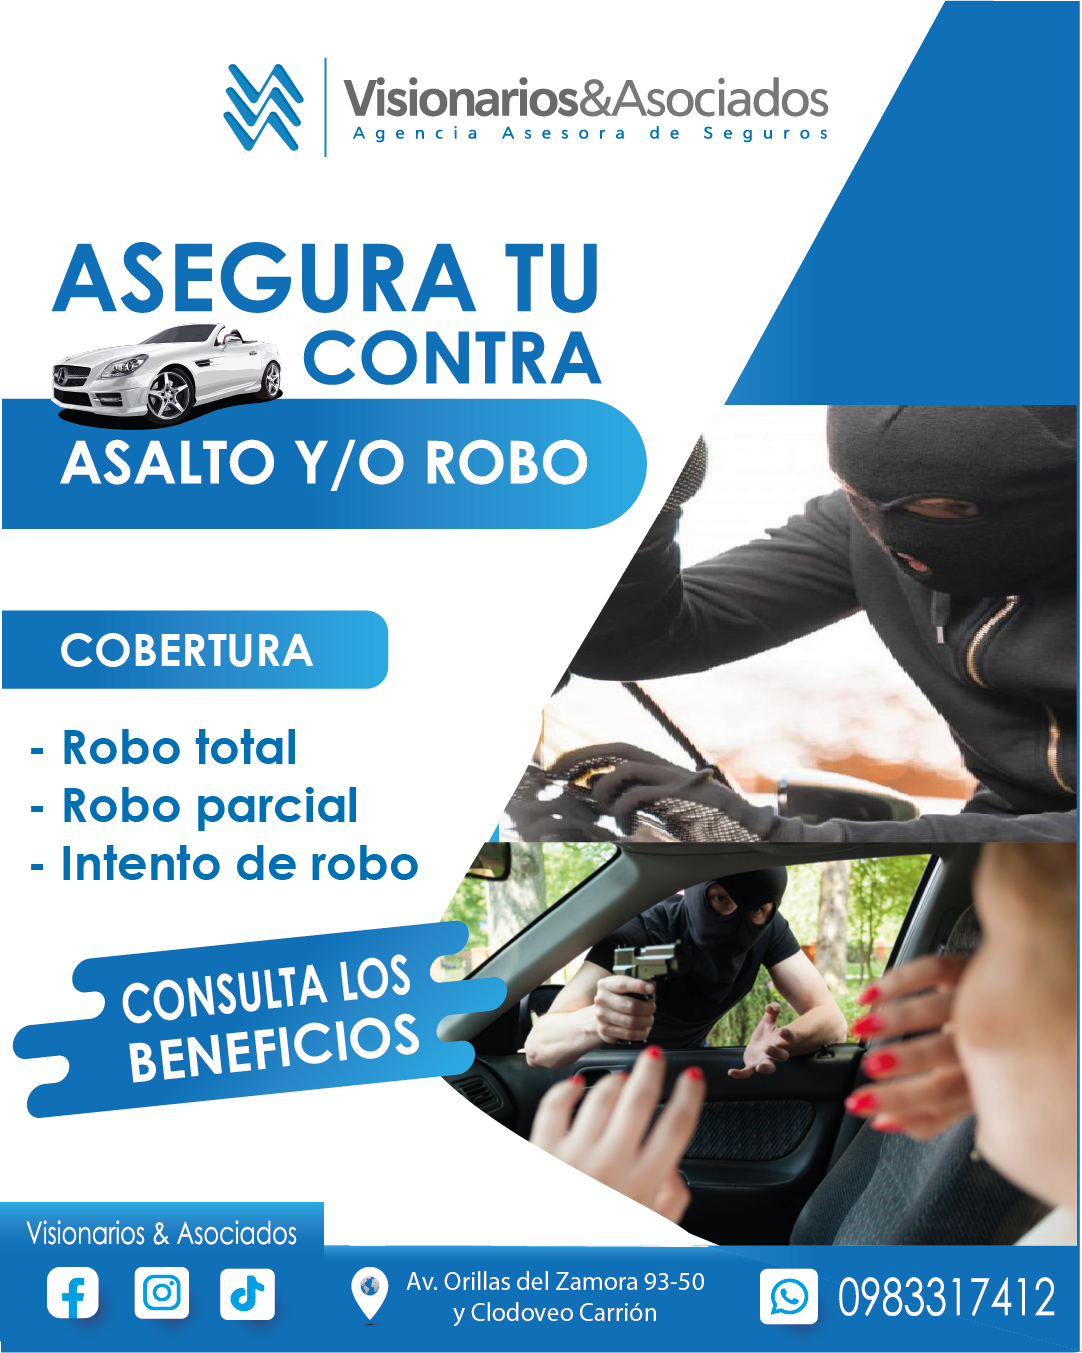 Visionarios&Asociados
Agencia Asesora de Seguros
ASEGURA TU
CONTRA
ASALTO Y/O ROBO
COBERTURA
- Robo total
- Robo parcial
- Intento de robo
CONSULTA LOS
BENEFICIOS
Visionarios & Asociados
Av. Orillas del Zamora 93-50
y Clodoveo Carrión
0983317412